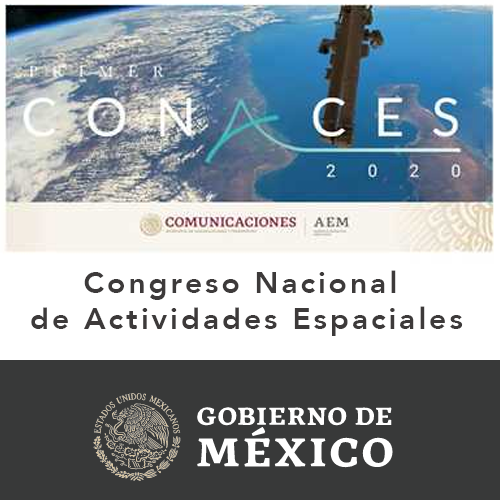 PRIMER
CONACES
2020
COMUNICACIONES
AEM
Congreso Nacional
de Actividades Espaciales
ESTADOS UNIDOS MEXICANOS
GOBIERNO DE
MÉXICO